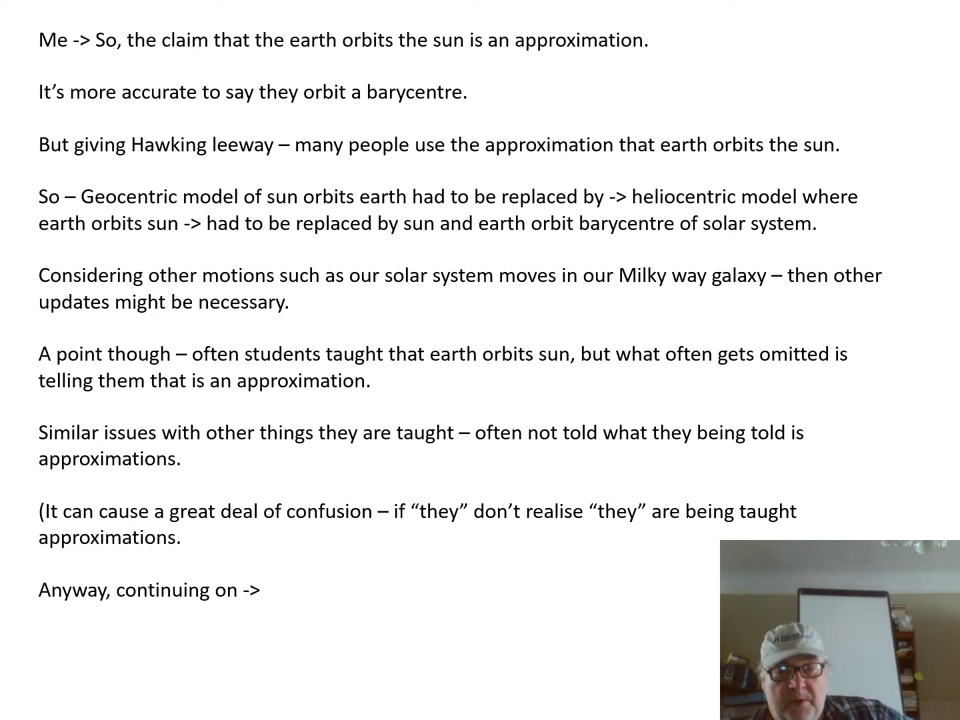 Me -> So, the claim that the earth orbits the sun is an approximation.
It’s more accurate to say they orbit a barycentre.
But giving Hawking leeway – many people use the approximation that earth orbits the sun.
So – Geocentric model of sun orbits earth had to be replaced by -> heliocentric model where
earth orbits sun -> had to be replaced by sun and earth orbit barycentre of solar system.
Considering other motions such as our solar system moves in our Milky way galaxy – then other
updates might be necessary.
A point though – often students taught that earth orbits sun, but what often gets omitted is
telling them that is an approximation.
Similar issues with other things they are taught – often not told what they being told is
approximations.
(It can cause a great deal of confusion – if “they” don’t realise “they” are being taught
approximations.
Anyway, continuing on ->